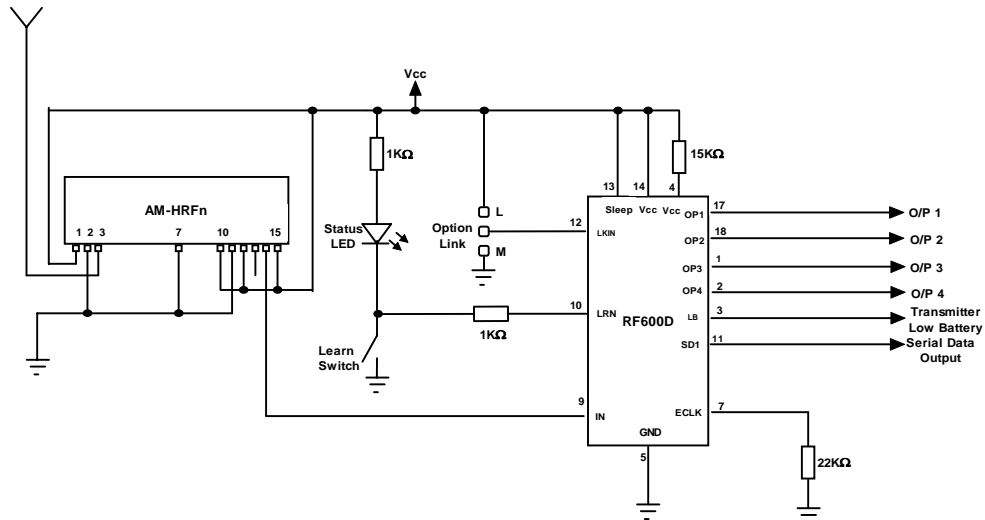 Vcc
1KΩ
15KΩ
13
14
4
AM-HRFn
Sleep
Vcc
Vcc
OP1
17
O/P 1
L
Status
LED
Option
Link
12
LKIN
OP2
18
O/P 2
1 2 3
7
10
15
M
OP3
1
O/P 3
OP4
2
O/P 4
10
LRN
RF600D
LB
3
Transmitter
Low Battery
1KΩ
SD1
11
Serial Data
Output
Learn
Switch
9
IN
ECLK
7
GND
5
22KΩ